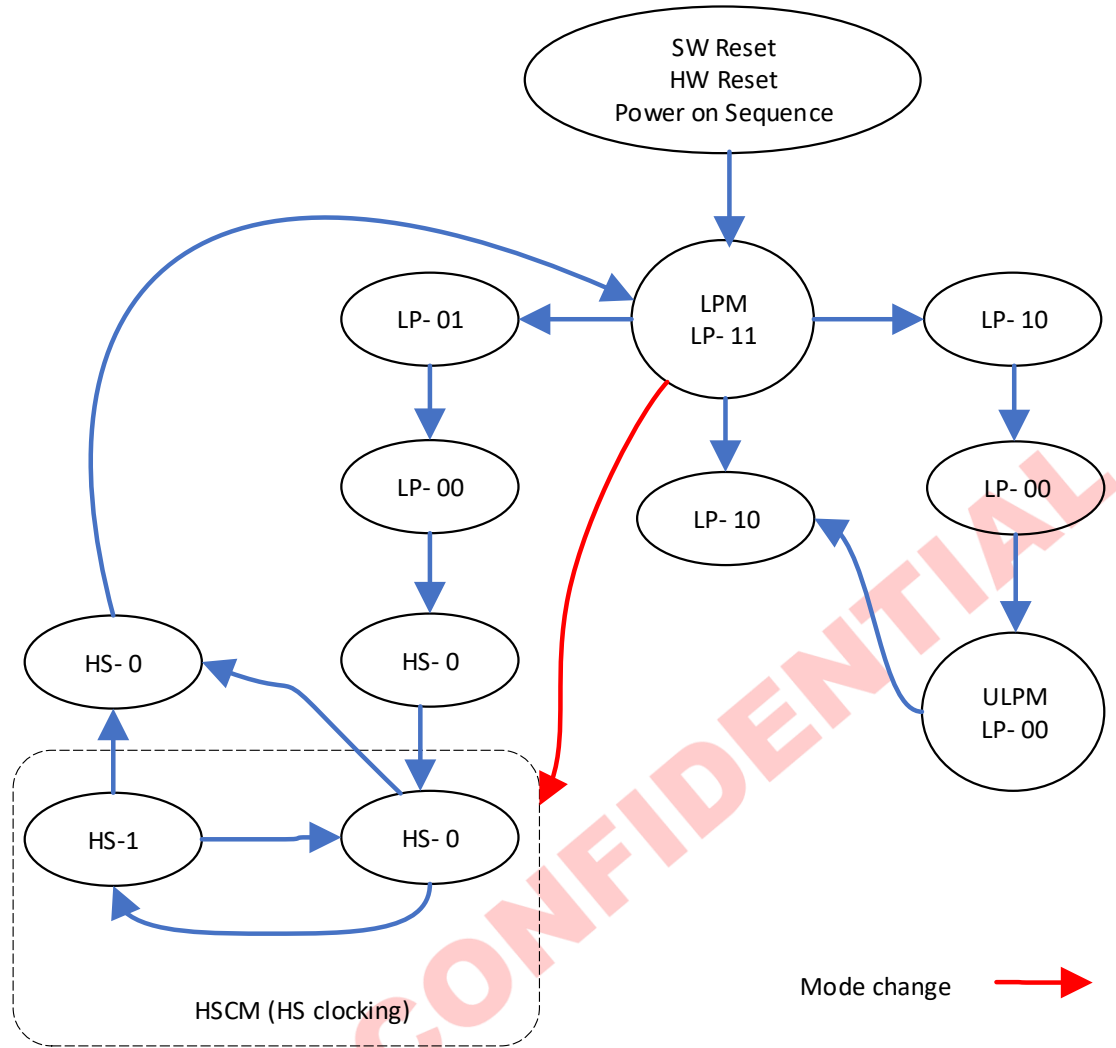 SW Reset
HW Reset
Power on Sequence
LP- 01
LPM
LP- 11
LP- 10
LP- 00
LP- 10
LP- 00
HS- 0
HS- 0
ULPM
LP- 00
HS-1
HS- 0
HSCM (HS clocking)
Mode change
CONFIDENTIAL